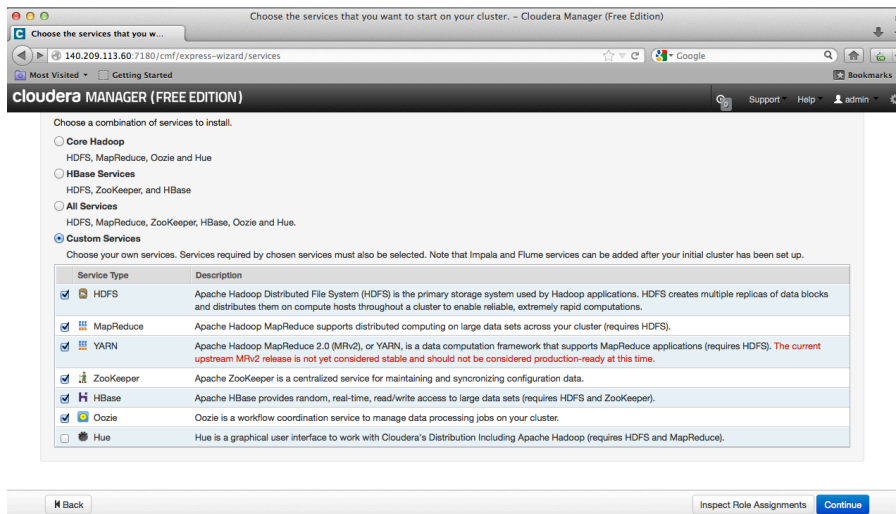 Choose the services that you want to start on your cluster. – Cloudera Manager (Free Edition)
C Choose the services that you w...
140.209.113.60:7180/cmf/express-wizard/services
Google
Most Visited Getting Started Bookmarks
cloudera MANAGER (FREE EDITION) Support Help admin
Choose a combination of services to install.
Core Hadoop
HDFS, MapReduce, Oozie and Hue
HBase Services
HDFS, ZooKeeper, and HBase
All Services
HDFS, MapReduce, ZooKeeper, HBase, Oozie and Hue.
Custom Services
Choose your own services. Services required by chosen services must also be selected. Note that Impala and Flume services can be added after your initial cluster has been set up.
Service Type Description
HDFS Apache Hadoop Distributed File System (HDFS) is the primary storage system used by Hadoop applications. HDFS creates multiple replicas of data blocks
and distributes them on compute hosts throughout a cluster to enable reliable, extremely rapid computations.
MapReduce Apache Hadoop MapReduce supports distributed computing on large data sets across your cluster (requires HDFS).
YARN Apache Hadoop MapReduce 2.0 (MRv2), or YARN, is a data computation framework that supports MapReduce applications (requires HDFS). The current
upstream MRv2 release is not yet considered stable and should not be considered production-ready at this time.
ZooKeeper Apache ZooKeeper is a centralized service for maintaining and syncronizing configuration data.
HBase Apache HBase provides random, real-time, read/write access to large data sets (requires HDFS and ZooKeeper).
Oozie Oozie is a workflow coordination service to manage data processing jobs on your cluster.
Hue Hue is a graphical user interface to work with Cloudera's Distribution Including Apache Hadoop (requires HDFS and MapReduce).
Back Inspect Role Assignments Continue